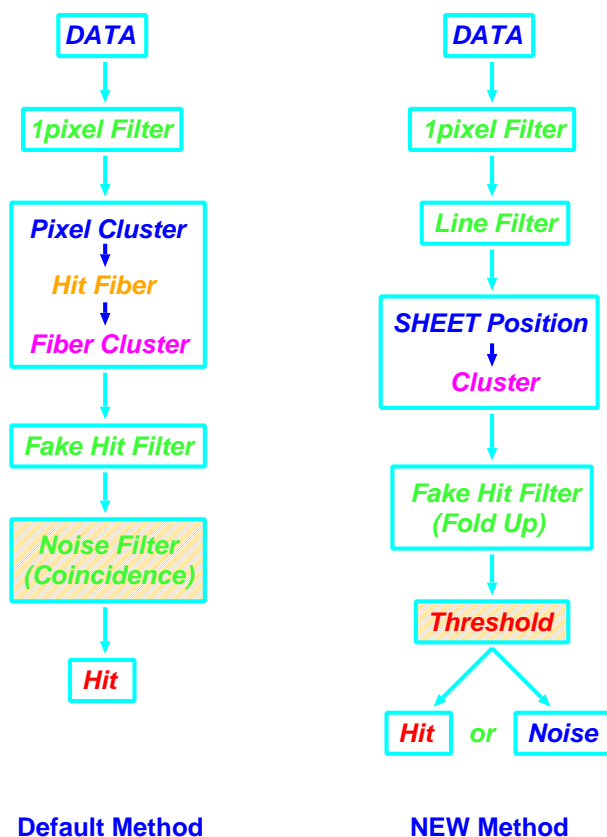 DATA
1pixel Filter
Pixel Cluster
Hit Fiber
Fiber Cluster
Fake Hit Filter
Noise Filter
(Coincidence)
Hit
Default Method
DATA
1pixel Filter
Line Filter
SHEET Position
Cluster
Fake Hit Filter
(Fold Up)
Threshold
Hit or Noise
NEW Method